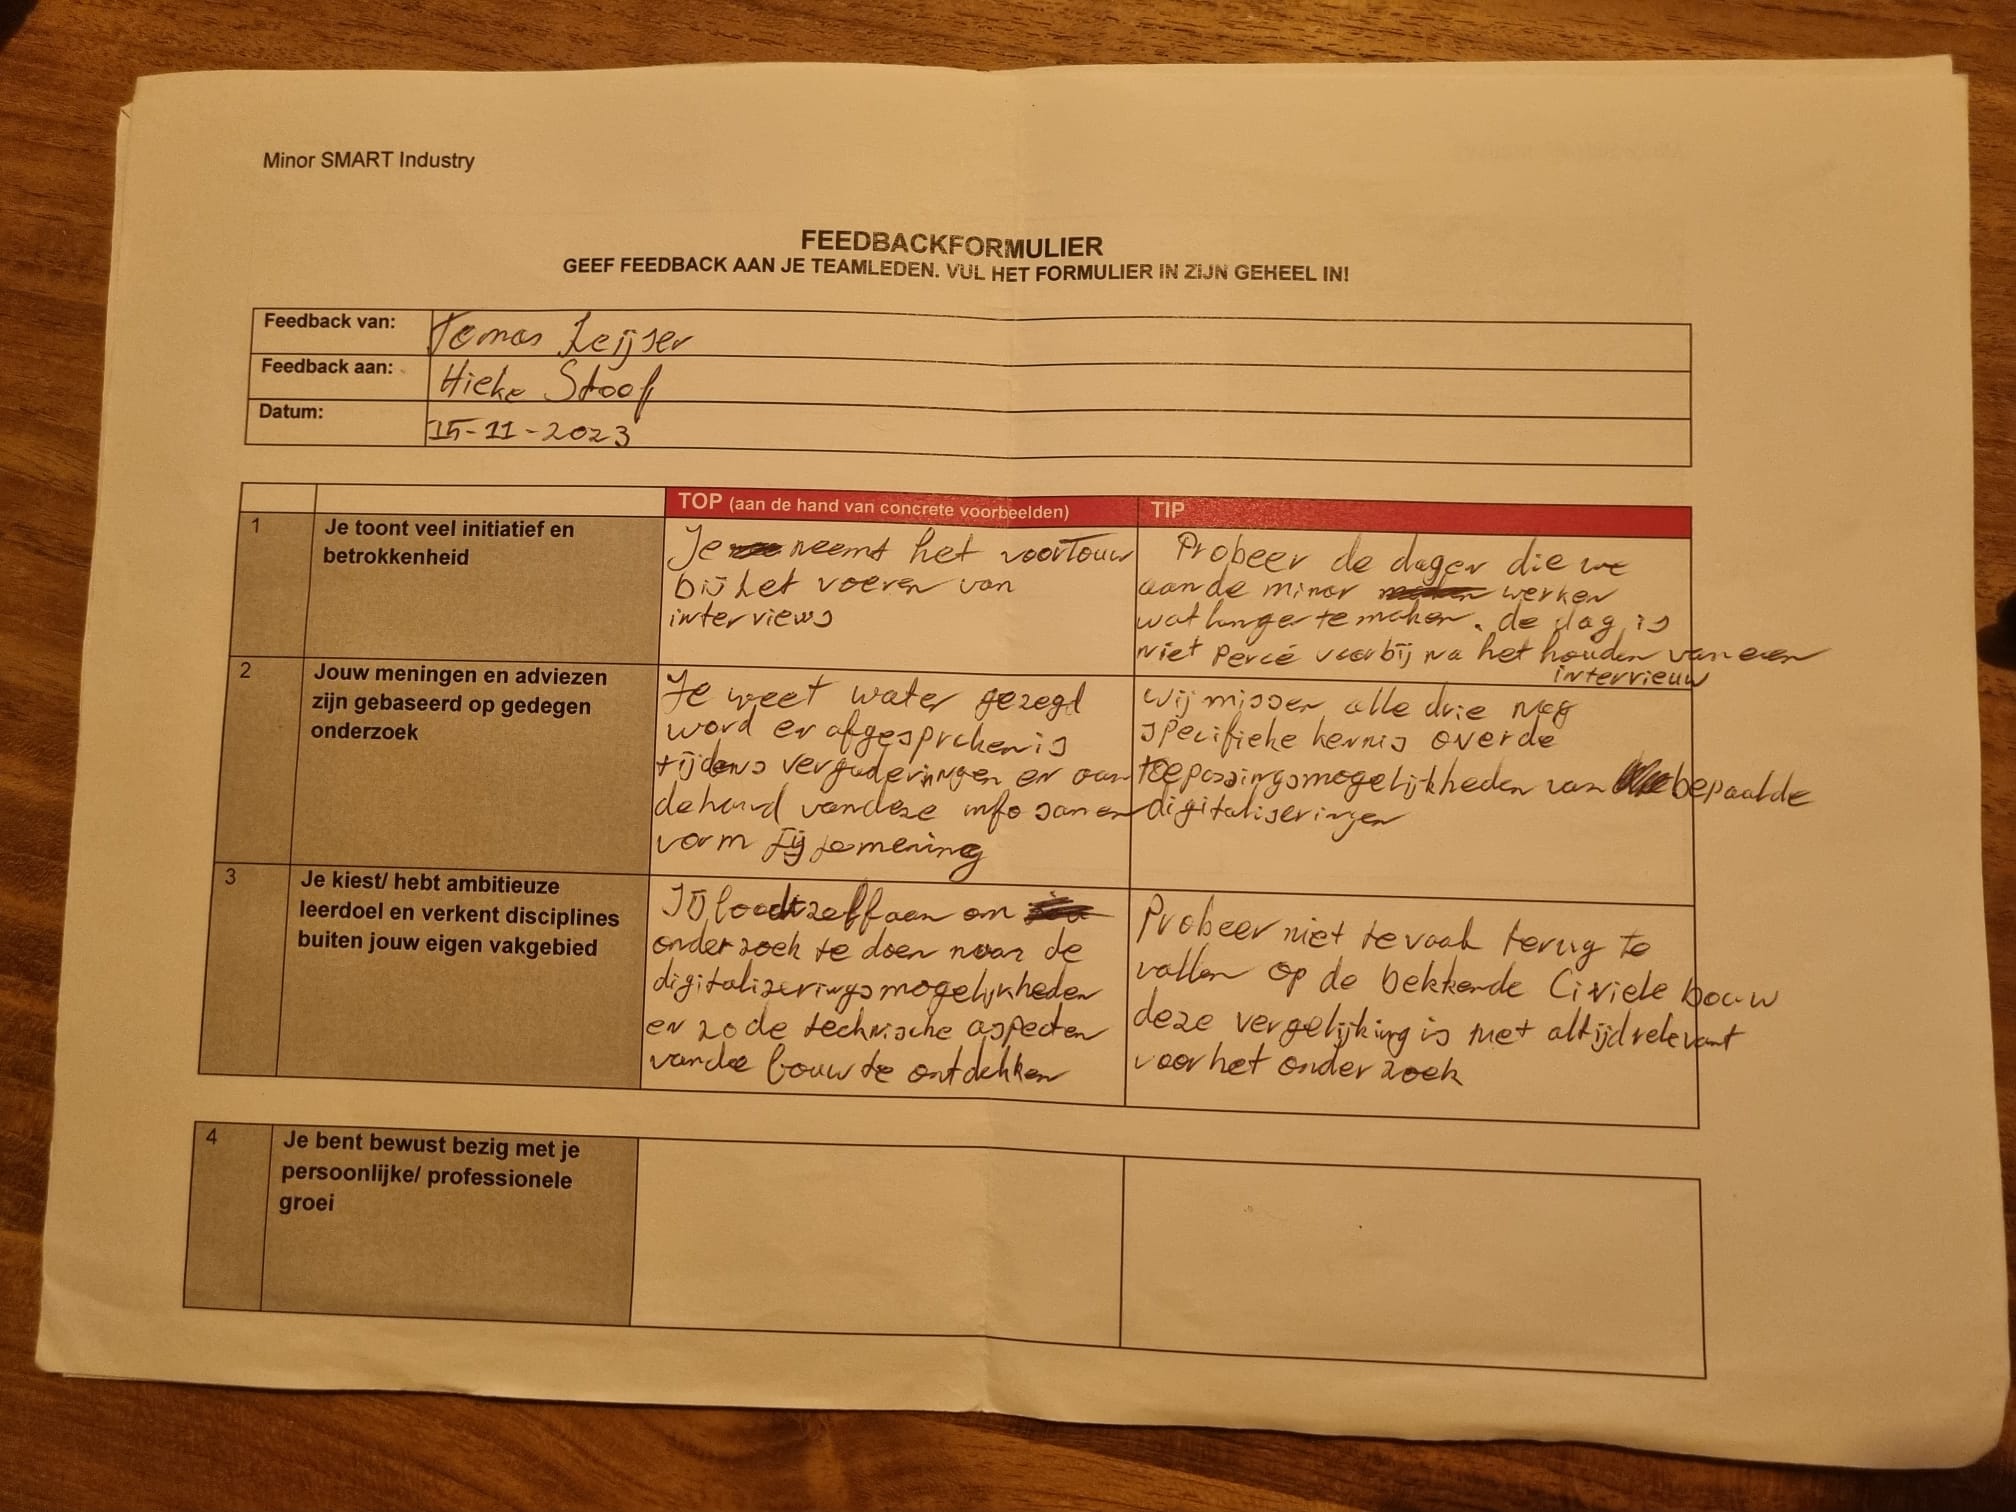 Minor SMART Industry
FEEDBACKFORMULIER
GEEF FEEDBACK AAN JE TEAMLEDEN. VUL HET FORMULIER IN ZIJN GEHEEL IN!
Feedback van: Tomas Leijser
Feedback aan: Hieke Stoof
Datum: 15-11-2023
TOP (aan de hand van concrete voorbeelden)
TIP
1
Je toont veel initiatief en
betrokkenheid
Je neemt het voortouw
bij het voeren van
interviews
Probeer de dagen die we
aan de minor werken
wat langer te maken. de dag is
niet percé voorbij na het houden van een
interview
2
Jouw meningen en adviezen
zijn gebaseerd op gedegen
onderzoek
Je weet wat er gezegd
word en afgesproken is
tijdens vergaderingen en aan
de hand van deze info samen
vorm jij je mening
wij missen alle drie nog
specifieke kennis over de
toepassingsmogelijkheden van bepaalde
digitaliseringen
3
Je kiest/ hebt ambitieuze
leerdoel en verkent disciplines
buiten jouw eigen vakgebied
Jij zelf aan om
onderzoek te doen naar de
digitaliseringsmogelijkheden
en zo de technische aspecten
van de bouw te ontdekken
Probeer niet te vaak terug te
vallen op de bekkende Civiele bouw
deze vergelijking is niet altijd relevant
voor het onderzoek
4
Je bent bewust bezig met je
persoonlijke/ professionele
groei